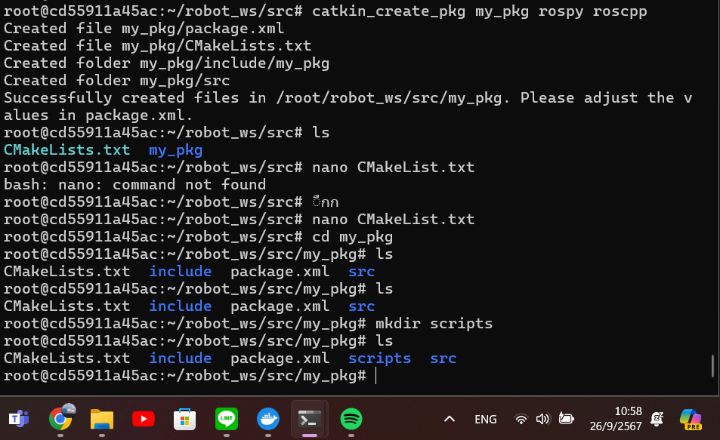 root@cd55911a45ac:~/robot_ws/src# catkin_create_pkg my_pkg rospy roscpp
Created file my_pkg/package.xml
Created file my_pkg/CMakeLists.txt
Created folder my_pkg/include/my_pkg
Created folder my_pkg/src
Successfully created files in /root/robot_ws/src/my_pkg. Please adjust the v
alues in package.xml.
root@cd55911a45ac:~/robot_ws/src# ls
CMakeLists.txt  my_pkg
root@cd55911a45ac:~/robot_ws/src# nano CMakeList.txt
bash: nano: command not found
root@cd55911a45ac:~/robot_ws/src# ีกก
root@cd55911a45ac:~/robot_ws/src# nano CMakeList.txt
root@cd55911a45ac:~/robot_ws/src# cd my_pkg
root@cd55911a45ac:~/robot_ws/src/my_pkg# ls
CMakeLists.txt  include  package.xml  src
root@cd55911a45ac:~/robot_ws/src/my_pkg# ls
CMakeLists.txt  include  package.xml  src
root@cd55911a45ac:~/robot_ws/src/my_pkg# mkdir scripts
root@cd55911a45ac:~/robot_ws/src/my_pkg# ls
CMakeLists.txt  include  package.xml  scripts  src
root@cd55911a45ac:~/robot_ws/src/my_pkg#
LINE
ENG
10:58
26/9/2567
PRE